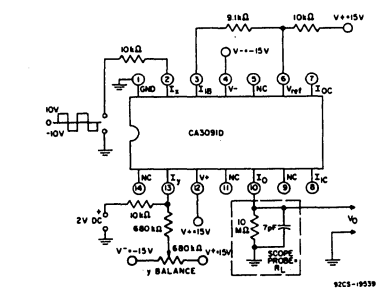 9.1kΩ 10kΩ V+=+15V
V-=-15V
10kΩ
1 2 3 4 5 6 7
GND Ix IIB V- NC Vref IOC
10V
0
-10V
CA3091D
NC Iy V+ NC IO NC IIC
14 13 12 11 10 9 8
+
2V DC
10kΩ
680kΩ
V+=+15V
10 MΩ
7pF
VO
SCOPE
PROBE=
RL
680kΩ
V-=-15V V+=+15V
y BALANCE
92CS-19539